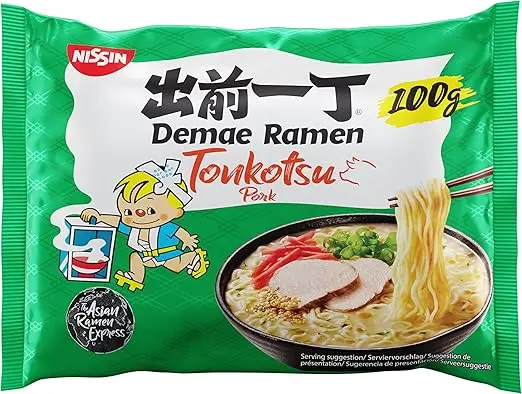 NISSIN
出前一丁®
100g
Demae Ramen
Tonkotsu
Pork
The
Asian
Ramen
Express
Serving suggestion/ Serviervorschlag/ Suggestion de
présentation/ Sugerencia de presentación/ Serveersuggestie